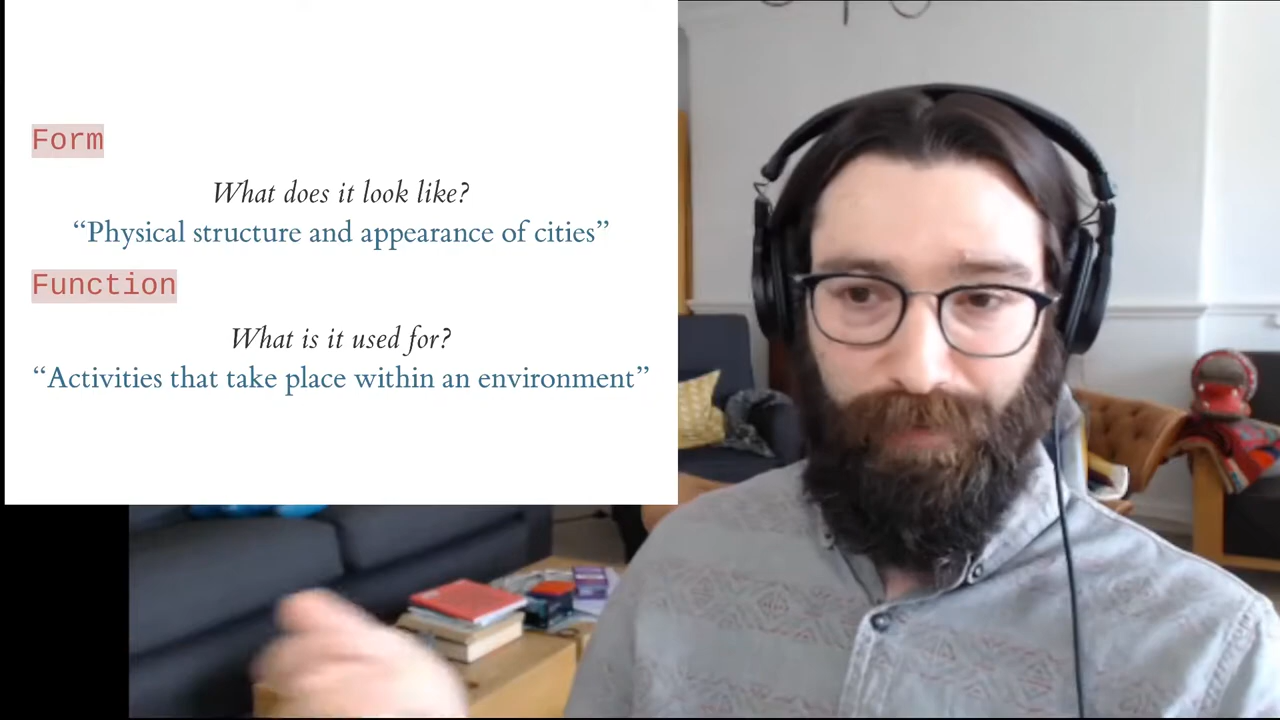 Form
What does it look like?
“Physical structure and appearance of cities”
Function
What is it used for?
“Activities that take place within an environment”